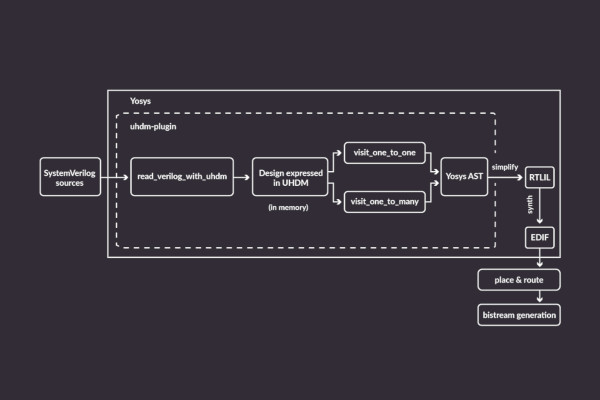 Yosys
uhdm-plugin
SystemVerilog
sources
read_verilog_with_uhdm
Design expressed
in UHDM
(in memory)
visit_one_to_one
visit_one_to_many
Yosys AST
simplify
RTLIL
synth
EDIF
place & route
bistream generation